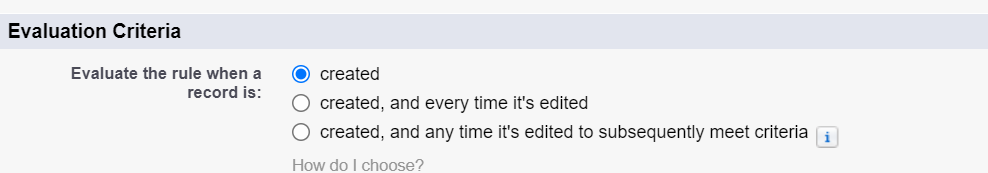 Evaluation Criteria
Evaluate the rule when a
record is:
created
created, and every time it's edited
created, and any time it's edited to subsequently meet criteria i
How do I choose?